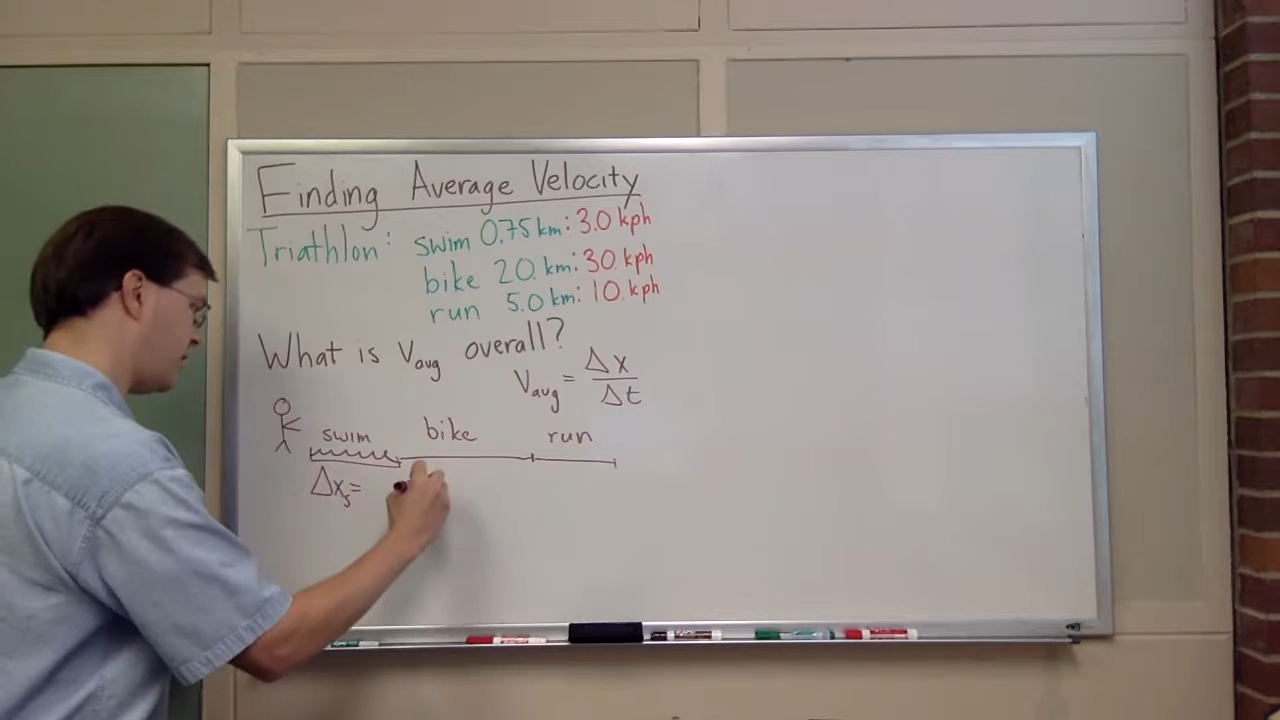 Finding Average Velocity
Triathlon: swim 0.75 km: 3.0 kph
bike 20. km: 30. kph
run 5.0 km: 10. kph
What is Vavg overall?
Vavg = Δx / Δt
swim bike run
Δxs =